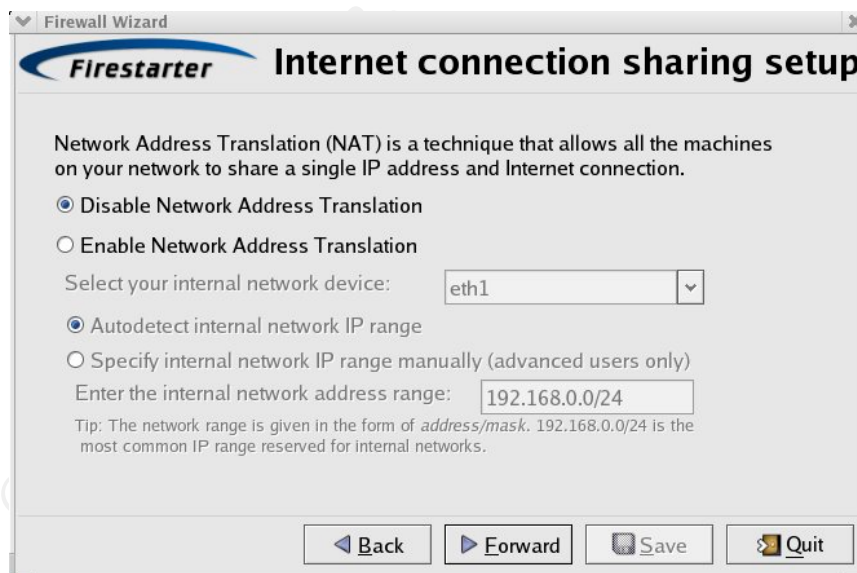 Firewall Wizard
Firestarter
Internet connection sharing setup
Network Address Translation (NAT) is a technique that allows all the machines
on your network to share a single IP address and Internet connection.
Disable Network Address Translation
Enable Network Address Translation
Select your internal network device:
eth1
Autodetect internal network IP range
Specify internal network IP range manually (advanced users only)
Enter the internal network address range:
192.168.0.0/24
Tip: The network range is given in the form of address/mask. 192.168.0.0/24 is the
most common IP range reserved for internal networks.
Back
Forward
Save
Quit